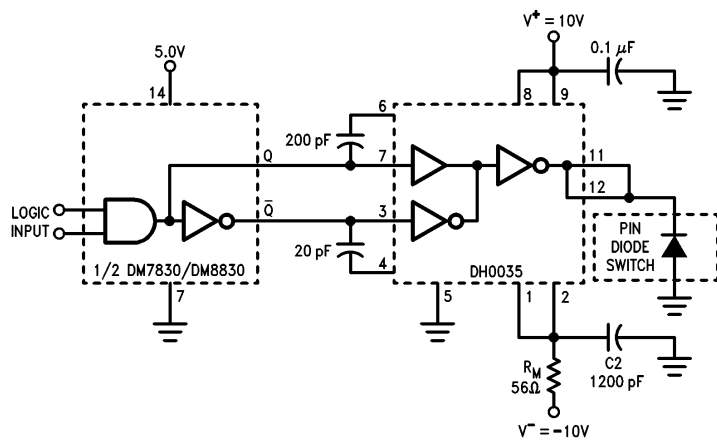 V+ = 10V
5.0V
0.1 μF
14
8
9
6
200 pF
Q
7
11
12
LOGIC
INPUT
Q̅
3
PIN
DIODE
SWITCH
20 pF
4
1/2 DM7830/DM8830
DH0035
7
5
1
2
RM
56Ω
C2
1200 pF
V− = −10V